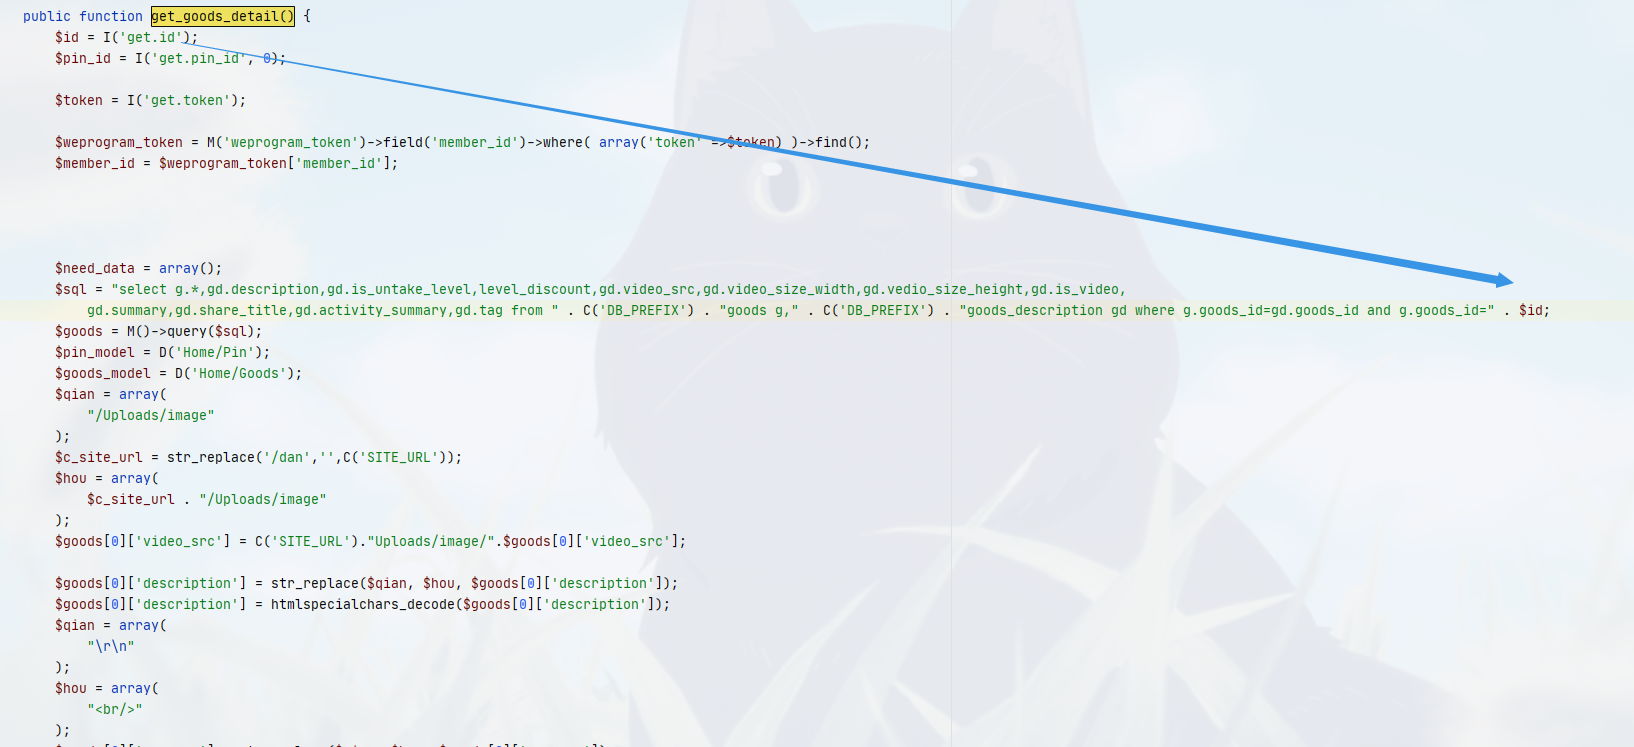 public function get_goods_detail() {
$id = I('get.id');
$pin_id = I('get.pin_id', 0);
$token = I('get.token');
$weprogram_token = M('weprogram_token')->field('member_id')->where( array('token' =>$token) )->find();
$member_id = $weprogram_token['member_id'];
$need_data = array();
$sql = "select g.*,gd.description,gd.is_untake_level,level_discount,gd.video_src,gd.video_size_width,gd.vedio_size_height,gd.is_video,
gd.summary,gd.share_title,gd.activity_summary,gd.tag from " . C('DB_PREFIX') . "goods g," . C('DB_PREFIX') . "goods_description gd where g.goods_id=gd.goods_id and g.goods_id=" . $id;
$goods = M()->query($sql);
$pin_model = D('Home/Pin');
$goods_model = D('Home/Goods');
$qian = array(
"/Uploads/image"
);
$c_site_url = str_replace('/dan','',C('SITE_URL'));
$hou = array(
$c_site_url . "/Uploads/image"
);
$goods[0]['video_src'] = C('SITE_URL')."Uploads/image/".$goods[0]['video_src'];
$goods[0]['description'] = str_replace($qian, $hou, $goods[0]['description']);
$goods[0]['description'] = htmlspecialchars_decode($goods[0]['description']);
$qian = array(
"\r\n"
);
$hou = array(
"<br/>"
);